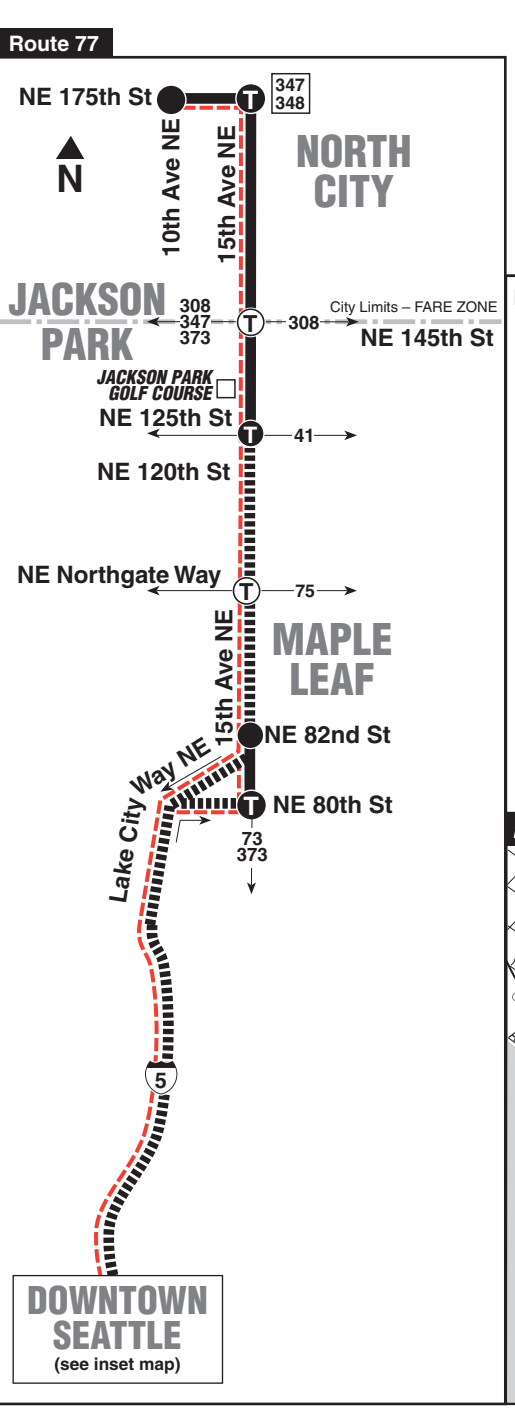 Route 77
NE 175th St
T
347
348
N
10th Ave NE
15th Ave NE
NORTH
CITY
JACKSON
PARK
308
347
373
T
308
City Limits – FARE ZONE
NE 145th St
JACKSON PARK
GOLF COURSE
NE 125th St
T
41
NE 120th St
NE Northgate Way
T
75
15th Ave NE
MAPLE
LEAF
NE 82nd St
Lake City Way NE
T
NE 80th St
73
373
5
DOWNTOWN
SEATTLE
(see inset map)